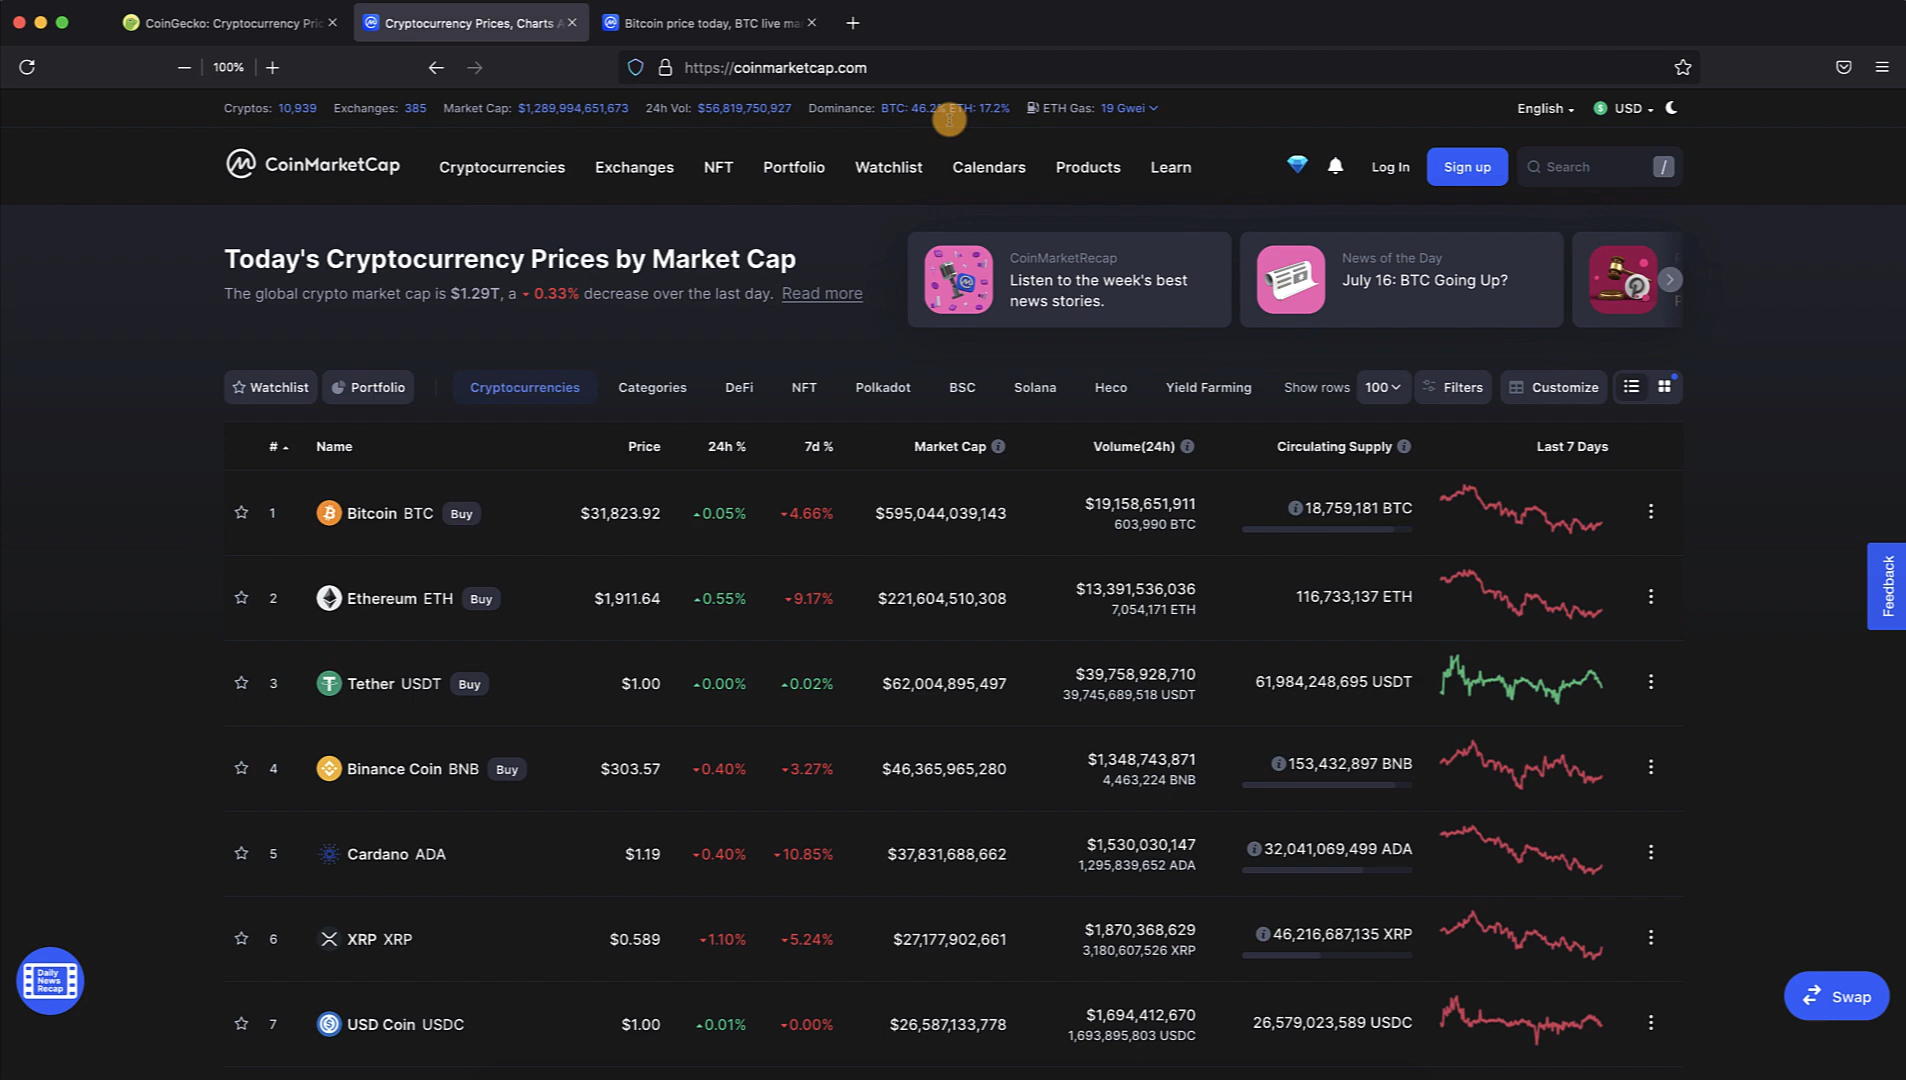 CoinGecko: Cryptocurrency Pri
Cryptocurrency Prices, Charts A
Bitcoin price today, BTC live ma
100%
https://coinmarketcap.com
Cryptos: 10,939 Exchanges: 385 Market Cap: $1,289,994,651,673 24h Vol: $56,819,750,927 Dominance: BTC: 46.2% ETH: 17.2% ETH Gas: 19 Gwei
English USD
CoinMarketCap Cryptocurrencies Exchanges NFT Portfolio Watchlist Calendars Products Learn Log In Sign up Search /
Today's Cryptocurrency Prices by Market Cap
The global crypto market cap is $1.29T, a 0.33% decrease over the last day. Read more
CoinMarketRecap
Listen to the week's best
news stories.
News of the Day
July 16: BTC Going Up?
Watchlist Portfolio Cryptocurrencies Categories DeFi NFT Polkadot BSC Solana Heco Yield Farming Show rows 100 Filters Customize
# Name Price 24h % 7d % Market Cap Volume(24h) Circulating Supply Last 7 Days
1 Bitcoin BTC Buy $31,823.92 0.05% 4.66% $595,044,039,143 $19,158,651,911 18,759,181 BTC
603,990 BTC
2 Ethereum ETH Buy $1,911.64 0.55% 9.17% $221,604,510,308 $13,391,536,036 116,733,137 ETH
7,054,171 ETH
3 Tether USDT Buy $1.00 0.00% 0.02% $62,004,895,497 $39,758,928,710 61,984,248,695 USDT
39,745,689,518 USDT
4 Binance Coin BNB Buy $303.57 0.40% 3.27% $46,365,965,280 $1,348,743,871 153,432,897 BNB
4,463,224 BNB
5 Cardano ADA $1.19 0.40% 10.85% $37,831,688,662 $1,530,030,147 32,041,069,499 ADA
1,295,839,652 ADA
6 XRP XRP $0.589 1.10% 5.24% $27,177,902,661 $1,870,368,629 46,216,687,135 XRP
3,180,607,526 XRP
7 USD Coin USDC $1.00 0.01% 0.00% $26,587,133,778 $1,694,412,670 26,579,023,589 USDC
1,693,895,803 USDC
Feedback
Daily
News
Recap
Swap